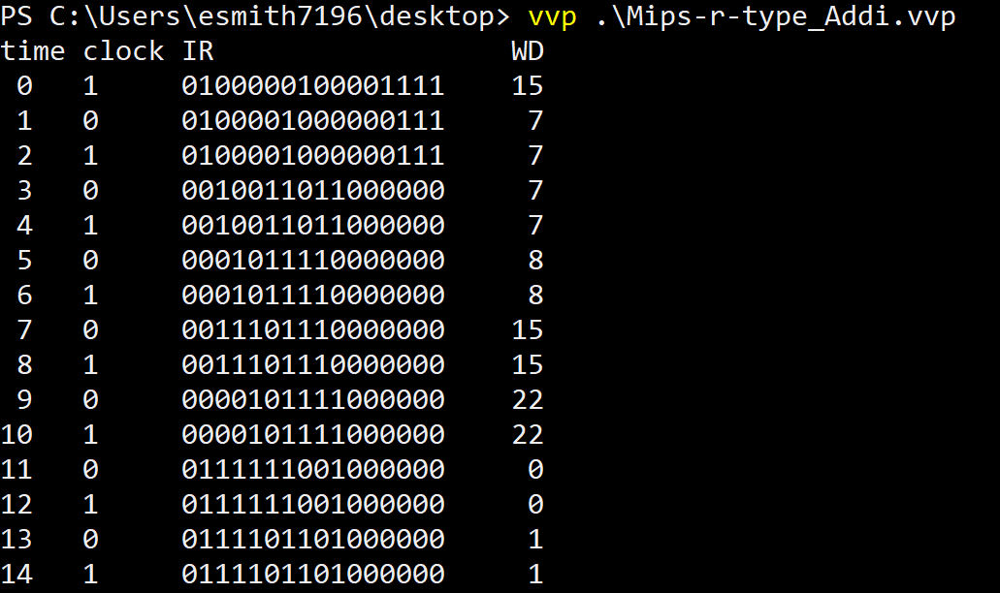 PS C:\Users\esmith7196\desktop> vvp .\Mips-r-type_Addi.vvp
time clock IR                  WD
 0   1     0100000100001111    15
 1   0     0100001000000111     7
 2   1     0100001000000111     7
 3   0     0010011011000000     7
 4   1     0010011011000000     7
 5   0     0001011110000000     8
 6   1     0001011110000000     8
 7   0     0011101110000000    15
 8   1     0011101110000000    15
 9   0     0000101111000000    22
10   1     0000101111000000    22
11   0     0111111001000000     0
12   1     0111111001000000     0
13   0     0111101101000000     1
14   1     0111101101000000     1